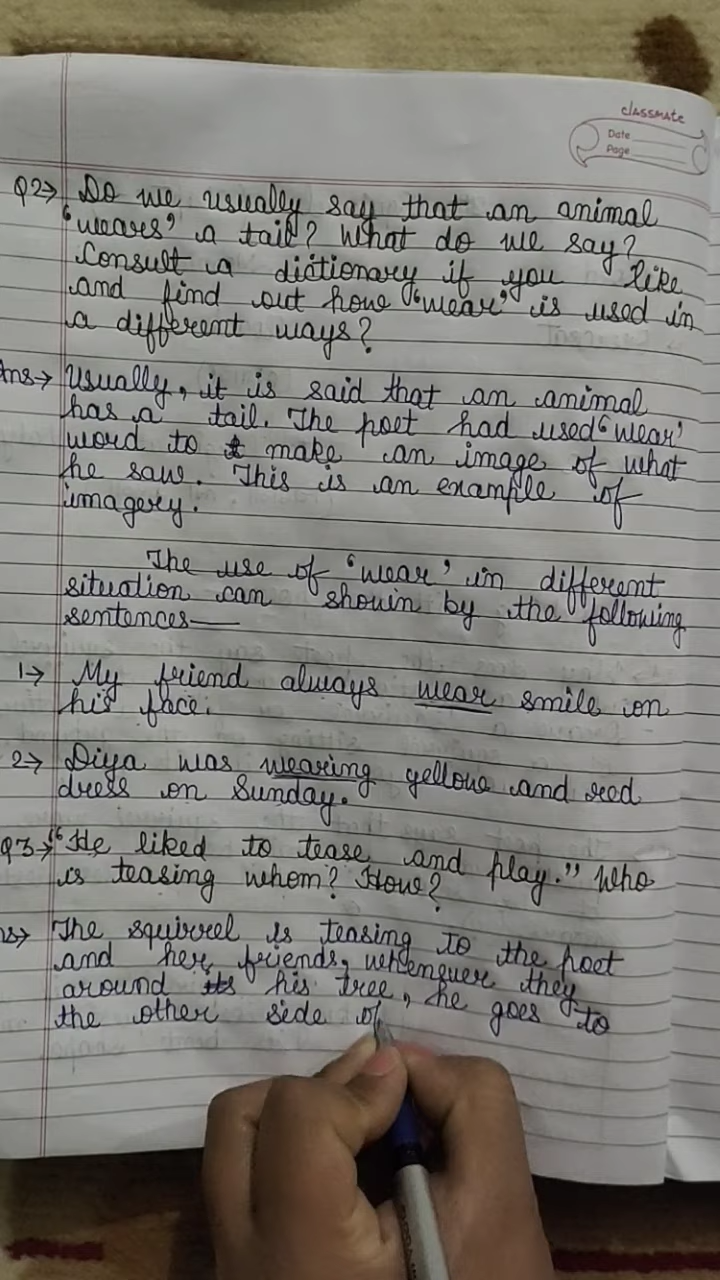 classmate
Date
Page
Q2→ Do we usually say that an animal
'weares' a tail? What do we say?
Consult a dictionary if you like
and find out how 'wear' is used in
a different ways?
Ans→ Usually, it is said that an animal
has a tail. The poet had used 'wear'
word to make an image of what
he saw. This is an example of
imagery.
The use of 'wear' in different
situation can showin by the following
sentences—
1→ My friend always wear smile on
his face.
2→ Diya was wearing yellow and red
dress on Sunday.
Q3→ "He liked to tease and play." Who
is teasing whom? How?
The squirrel is teasing to the poet
and her friends, whenever they
around his tree, he goes to
the other side of